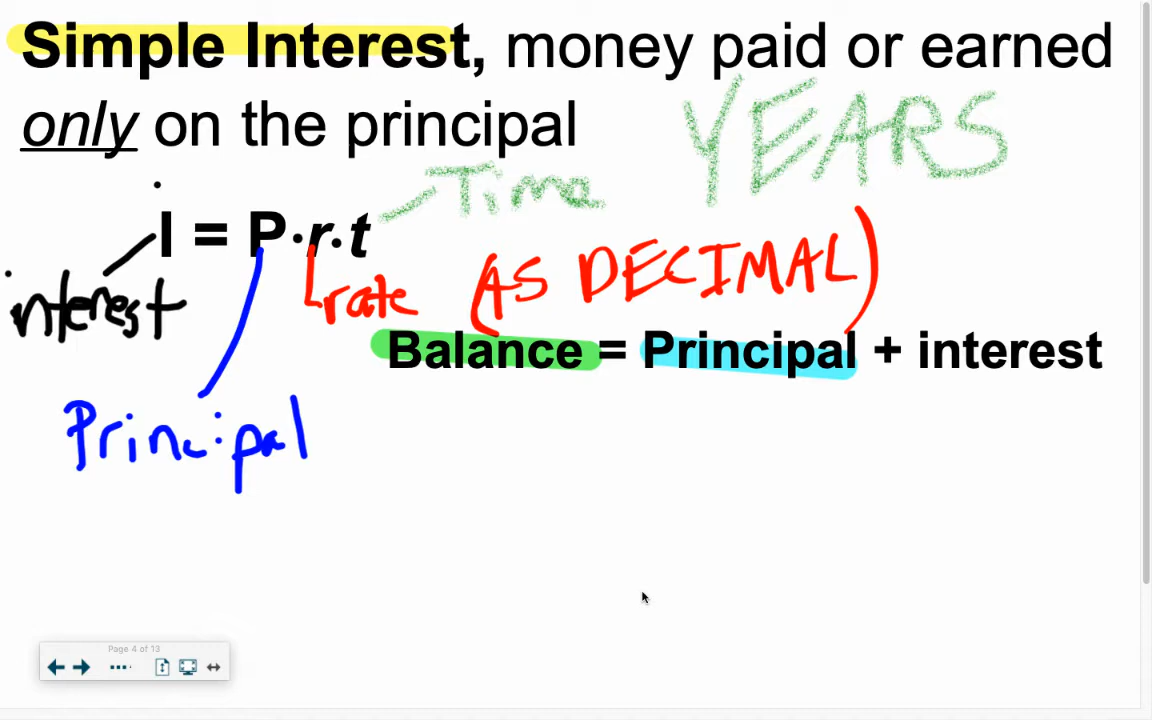 Simple Interest, money paid or earned
only on the principal
YEARS
Time
I = P·r·t
rate (AS DECIMAL)
interest
Balance = Principal + interest
Principal
Page 4 of 13